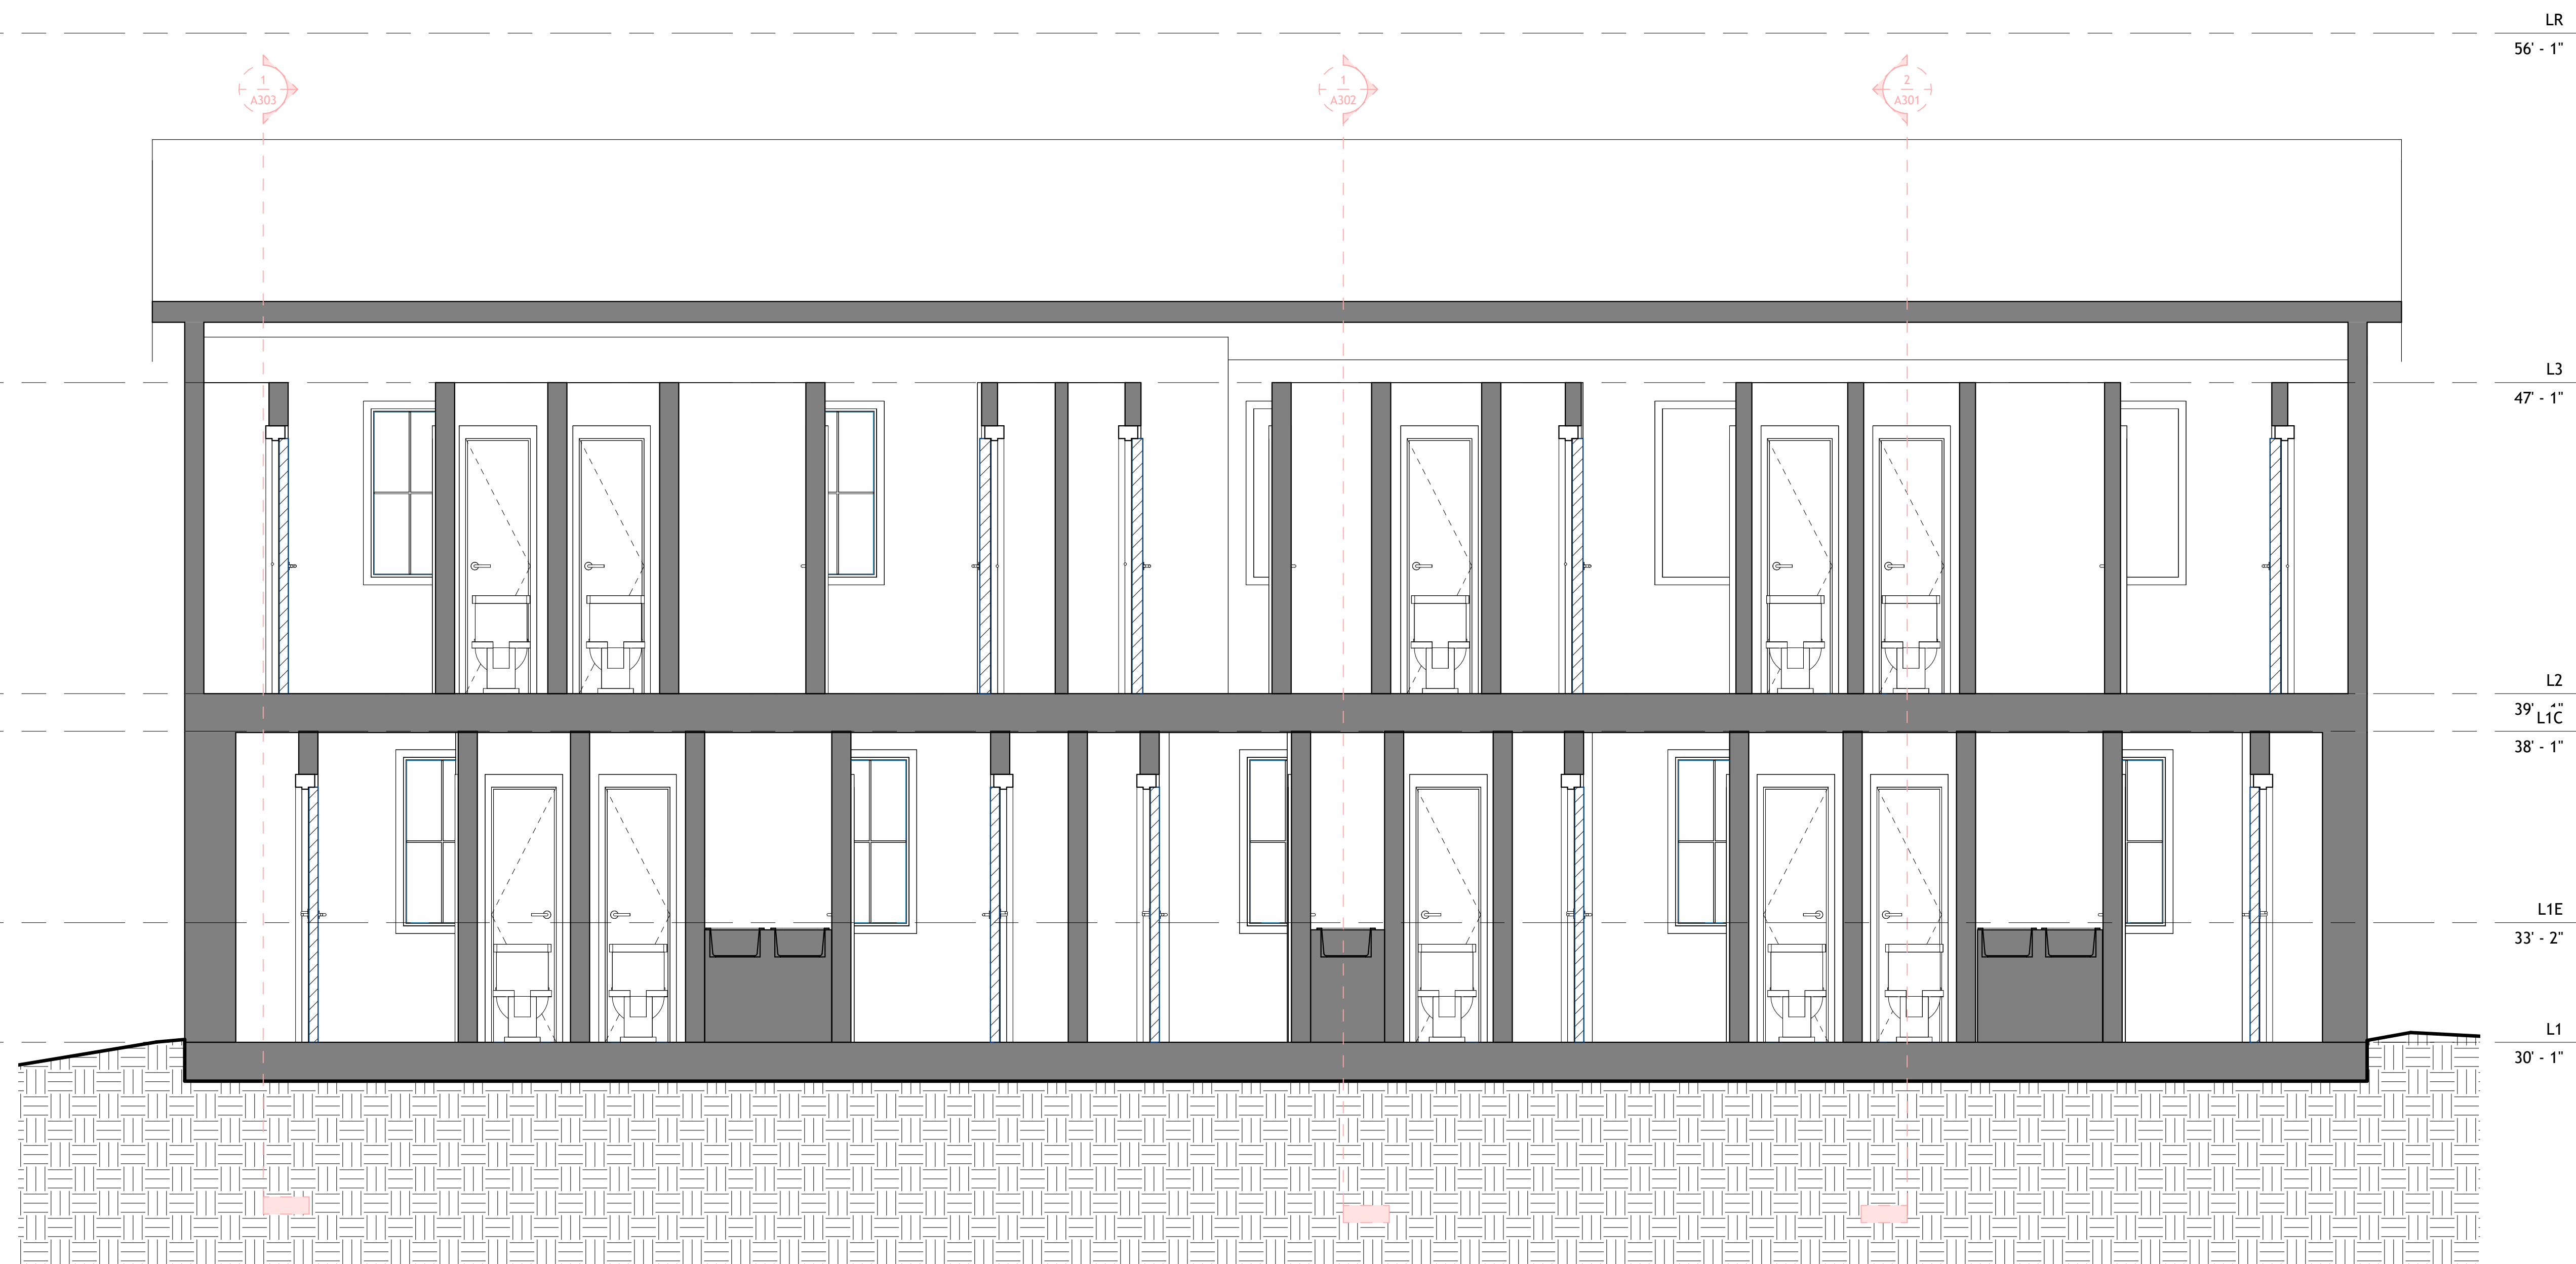 LR
56' - 1"
1
A303
1
A302
2
A301
L3
47' - 1"
L2
39'
L1C
38' - 1"
L1E
33' - 2"
L1
30' - 1"